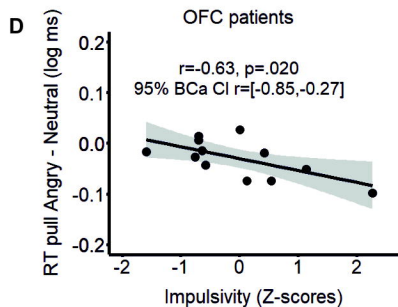 D
OFC patients
r=-0.63, p=.020
95% BCa CI r=[-0.85,-0.27]
RT pull Angry - Neutral (log ms)
0.2
0.1
-0.0
-0.1
-0.2
-2 -1 0 1 2
Impulsivity (Z-scores)